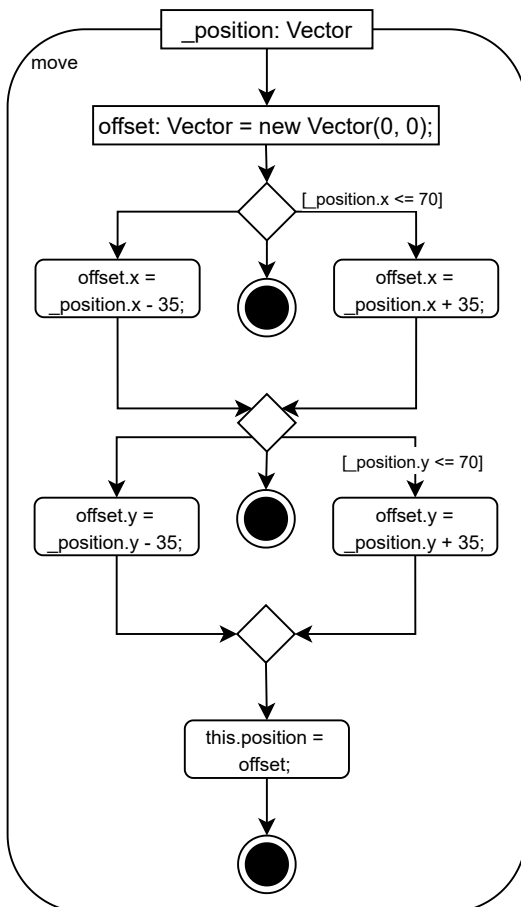 _position: Vector
move
offset: Vector = new Vector(0, 0);
[_position.x <= 70]
offset.x =
_position.x - 35;
offset.x =
_position.x + 35;
[_position.y <= 70]
offset.y =
_position.y - 35;
offset.y =
_position.y + 35;
this.position =
offset;